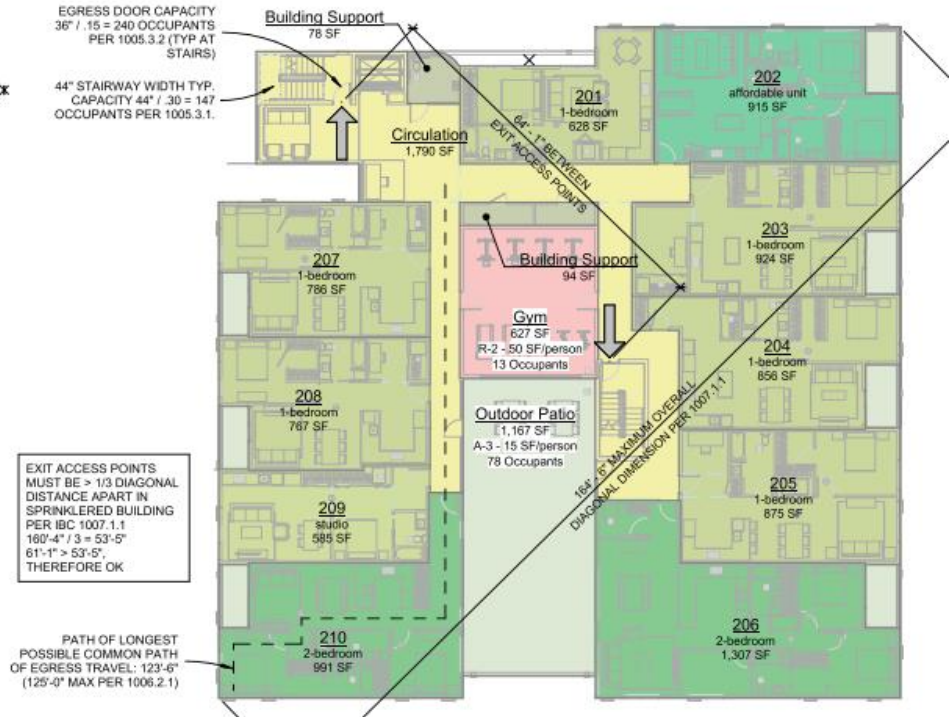 EGRESS DOOR CAPACITY
36" / .15 = 240 OCCUPANTS
PER 1005.3.2 (TYP AT
STAIRS)
44" STAIRWAY WIDTH TYP.
CAPACITY 44" / .30 = 147
OCCUPANTS PER 1005.3.1.
Building Support
78 SF
Circulation
1,790 SF
201
1-bedroom
628 SF
202
affordable unit
915 SF
64' - 1" BETWEEN
EXIT ACCESS POINTS
203
1-bedroom
924 SF
207
1-bedroom
786 SF
Building Support
94 SF
Gym
627 SF
R-2 - 50 SF/person
13 Occupants
204
1-bedroom
856 SF
208
1-bedroom
767 SF
Outdoor Patio
1,167 SF
A-3 - 15 SF/person
78 Occupants
164' - 6" MAXIMUM OVERALL
DIAGONAL DIMENSION PER 1007.1.1
205
1-bedroom
875 SF
EXIT ACCESS POINTS
MUST BE > 1/3 DIAGONAL
DISTANCE APART IN
SPRINKLERED BUILDING
PER IBC 1007.1.1
160'-4" / 3 = 53'-5"
61'-1" > 53'-5",
THEREFORE OK
209
studio
585 SF
206
2-bedroom
1,307 SF
210
2-bedroom
991 SF
PATH OF LONGEST
POSSIBLE COMMON PATH
OF EGRESS TRAVEL: 123'-6"
(125'-0" MAX PER 1006.2.1)